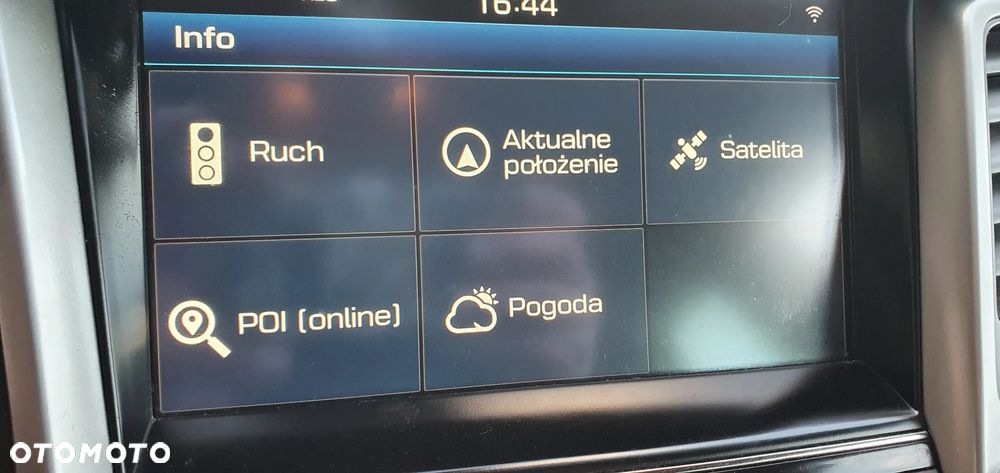 16:44
Info
Ruch
Aktualne
położenie
Satelita
POI (online)
Pogoda
OTOMOTO